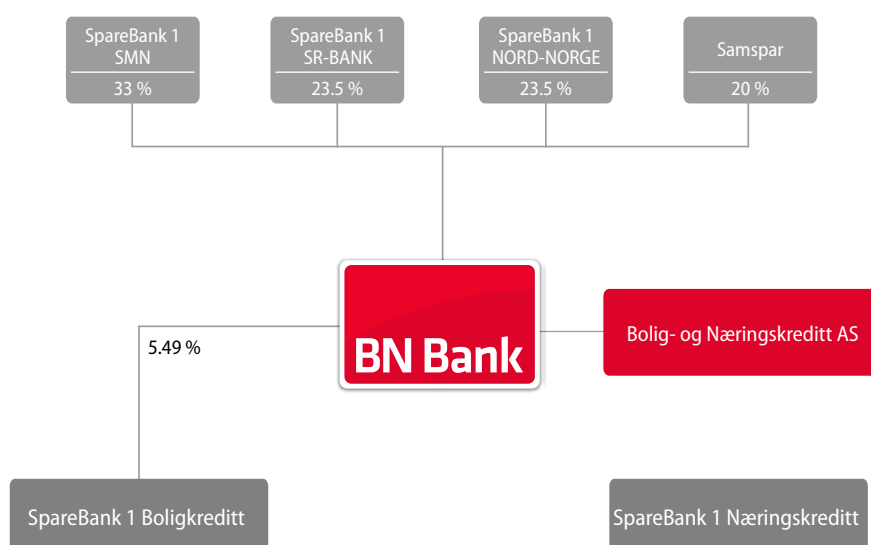 SpareBank 1
SMN
33 %
SpareBank 1
SR-BANK
23.5 %
SpareBank 1
NORD-NORGE
23.5 %
Samspar
20 %
BN Bank
Bolig- og Næringskreditt AS
5.49 %
SpareBank 1 Boligkreditt
SpareBank 1 Næringskreditt